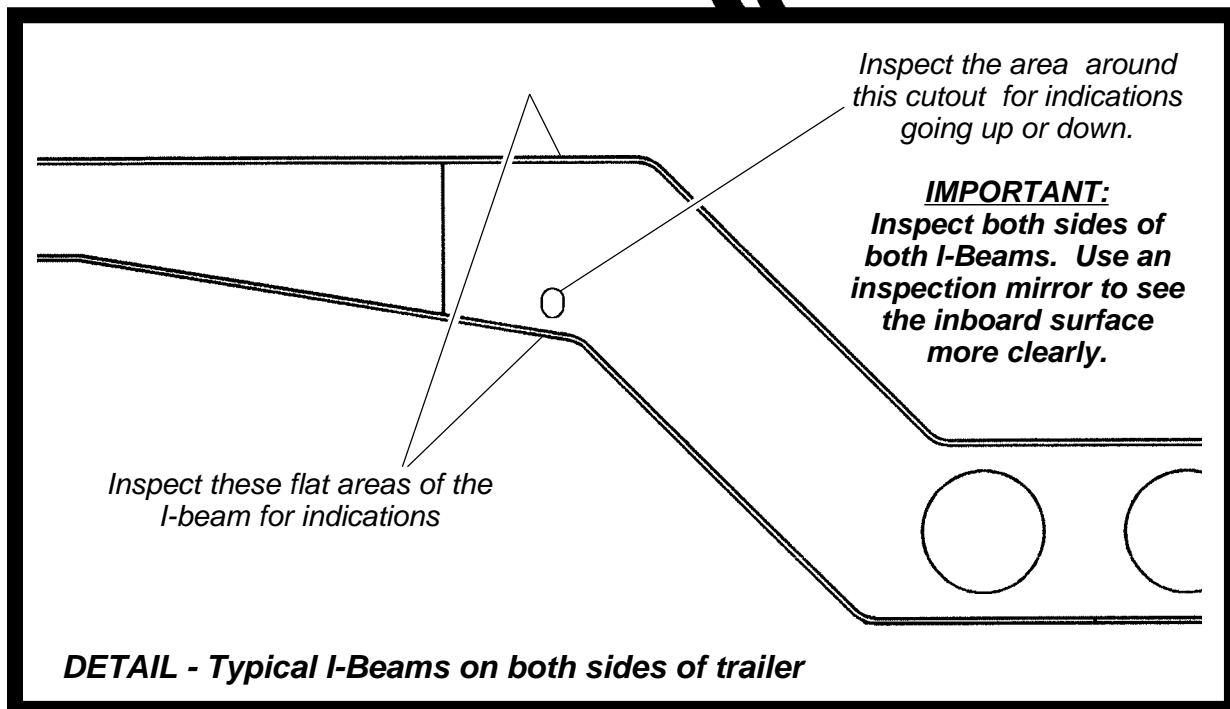 Inspect the area around
this cutout for indications
going up or down.
IMPORTANT:
Inspect both sides of
both I-Beams. Use an
inspection mirror to see
the inboard surface
more clearly.
Inspect these flat areas of the
I-beam for indications
DETAIL - Typical I-Beams on both sides of trailer